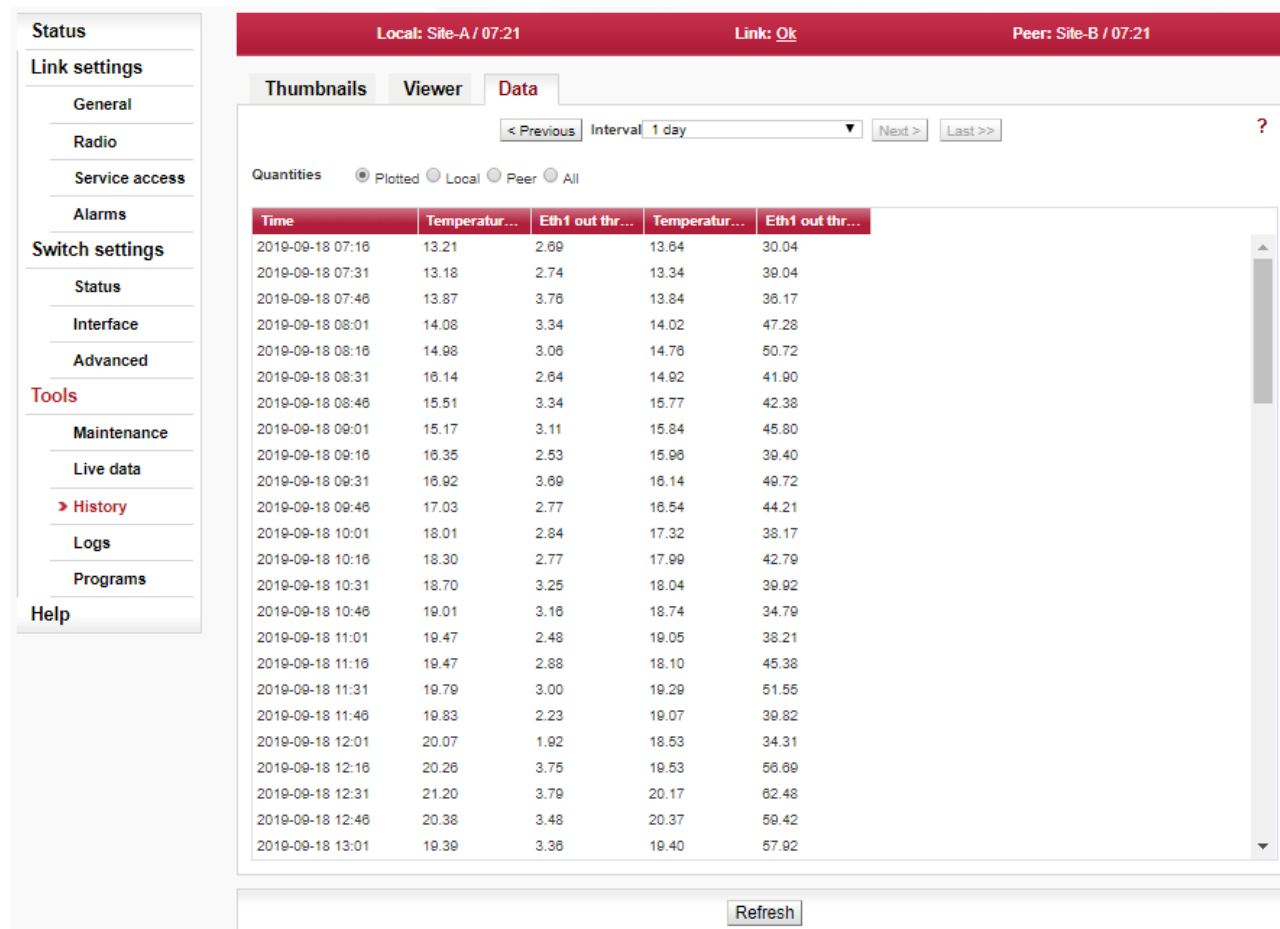 Status
Link settings
General
Radio
Service access
Alarms
Switch settings
Status
Interface
Advanced
Tools
Maintenance
Live data
> History
Logs
Programs
Help
Local: Site-A / 07:21 Link: Ok Peer: Site-B / 07:21
Thumbnails Viewer Data
< Previous Interval 1 day Next > Last >> ?
Quantities Plotted Local Peer All
Time Temperatur... Eth1 out thr... Temperatur... Eth1 out thr...
2019-09-18 07:16 13.21 2.69 13.64 30.04
2019-09-18 07:31 13.18 2.74 13.34 39.04
2019-09-18 07:46 13.87 3.76 13.84 36.17
2019-09-18 08:01 14.08 3.34 14.02 47.28
2019-09-18 08:16 14.98 3.06 14.76 50.72
2019-09-18 08:31 16.14 2.64 14.92 41.90
2019-09-18 08:46 15.51 3.34 15.77 42.38
2019-09-18 09:01 15.17 3.11 15.84 45.80
2019-09-18 09:16 16.35 2.53 15.96 39.40
2019-09-18 09:31 16.92 3.69 16.14 49.72
2019-09-18 09:46 17.03 2.77 16.54 44.21
2019-09-18 10:01 18.01 2.84 17.32 38.17
2019-09-18 10:16 18.30 2.77 17.99 42.79
2019-09-18 10:31 18.70 3.25 18.04 39.92
2019-09-18 10:46 19.01 3.16 18.74 34.79
2019-09-18 11:01 19.47 2.48 19.05 38.21
2019-09-18 11:16 19.47 2.88 18.10 45.38
2019-09-18 11:31 19.79 3.00 19.29 51.55
2019-09-18 11:46 19.83 2.23 19.07 39.82
2019-09-18 12:01 20.07 1.92 18.53 34.31
2019-09-18 12:16 20.26 3.75 19.53 56.69
2019-09-18 12:31 21.20 3.79 20.17 62.48
2019-09-18 12:46 20.38 3.48 20.37 59.42
2019-09-18 13:01 19.39 3.36 19.40 57.92
Refresh